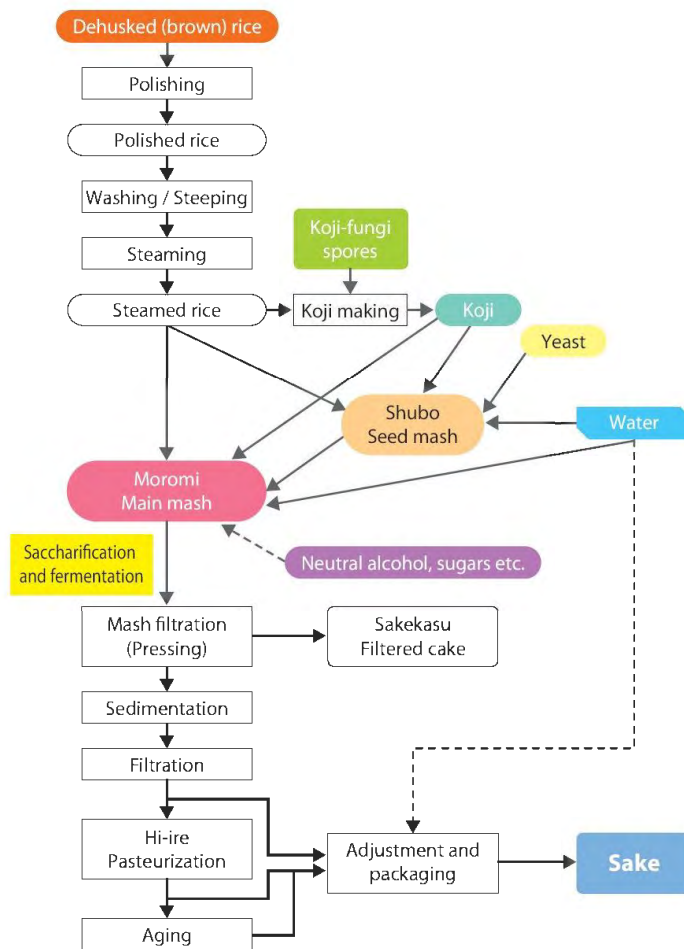 Dehusked (brown) rice
Polishing
Polished rice
Washing / Steeping
Steaming
Koji-fungi
spores
Steamed rice
Koji making
Koji
Yeast
Shubo
Seed mash
Water
Moromi
Main mash
Saccharification
and fermentation
Neutral alcohol, sugars etc.
Mash filtration
(Pressing)
Sakekasu
Filtered cake
Sedimentation
Filtration
Hi-ire
Pasteurization
Adjustment and
packaging
Sake
Aging